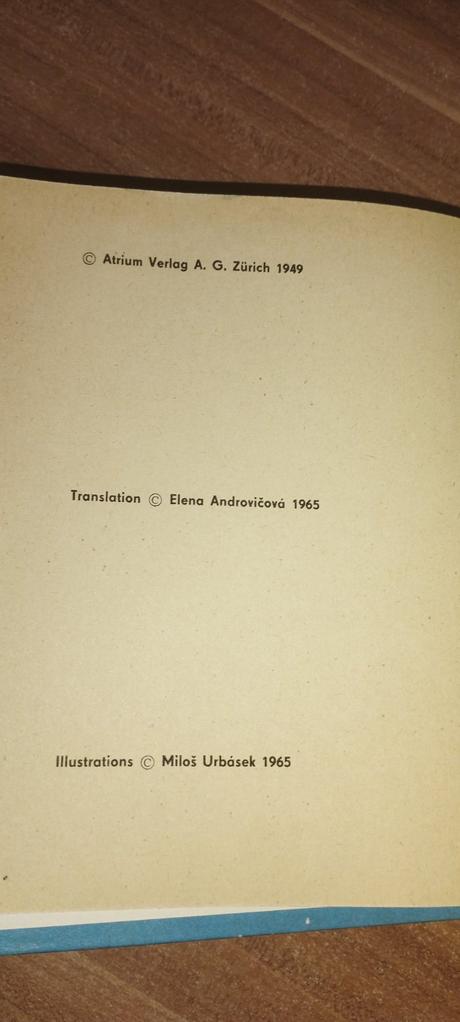 © Atrium Verlag A. G. Zürich 1949
Translation © Elena Androvičová 1965
Illustrations © Miloš Urbásek 1965